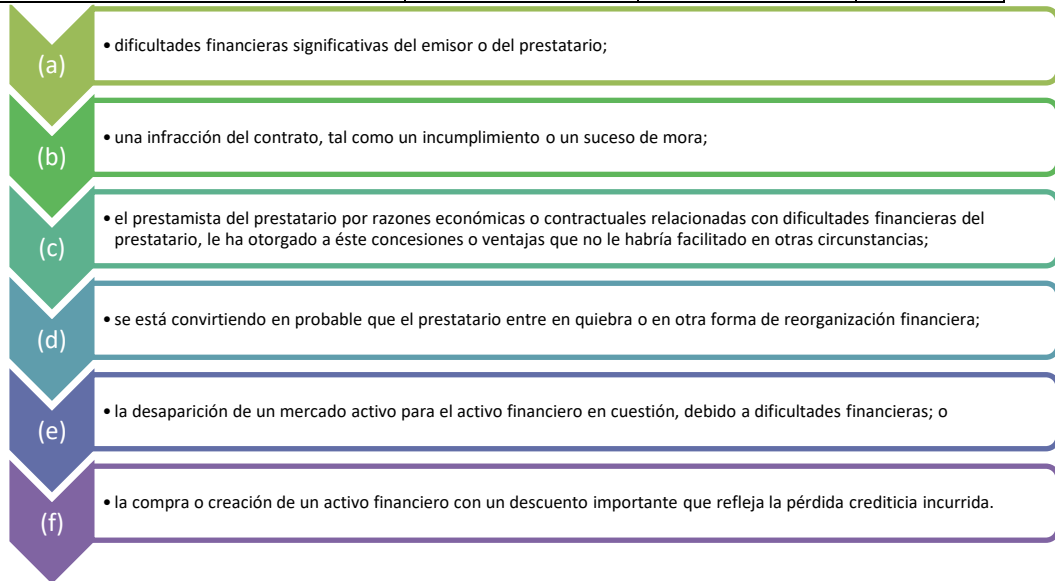 (a)
• dificultades financieras significativas del emisor o del prestatario;
(b)
• una infracción del contrato, tal como un incumplimiento o un suceso de mora;
(c)
• el prestamista del prestatario por razones económicas o contractuales relacionadas con dificultades financieras del
prestatario, le ha otorgado a éste concesiones o ventajas que no le habría facilitado en otras circunstancias;
(d)
• se está convirtiendo en probable que el prestatario entre en quiebra o en otra forma de reorganización financiera;
(e)
• la desaparición de un mercado activo para el activo financiero en cuestión, debido a dificultades financieras; o
(f)
• la compra o creación de un activo financiero con un descuento importante que refleja la pérdida crediticia incurrida.